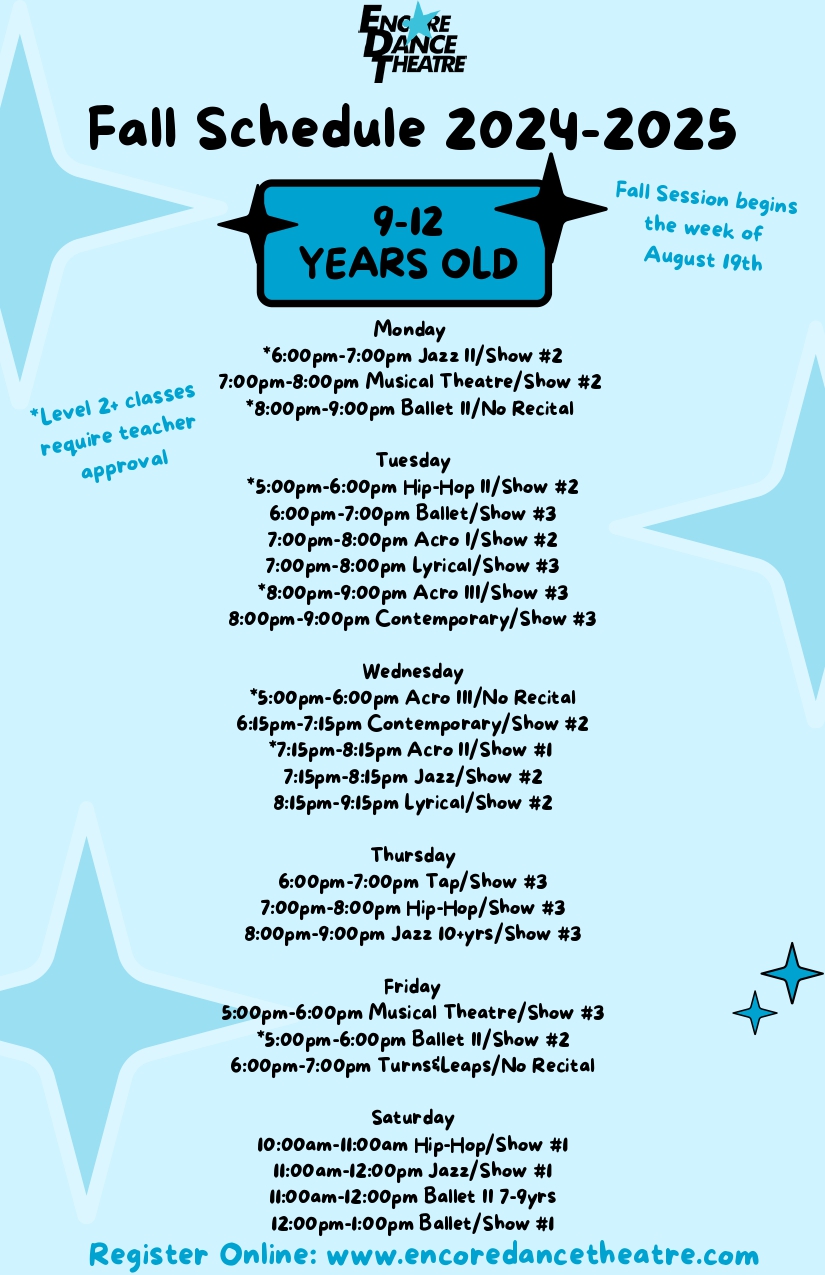 ENCORE
DANCE
THEATRE
Fall Schedule 2024-2025
9-12
YEARS OLD
Fall Session begins
the week of
August 19th
Monday
*6:00pm-7:00pm Jazz II/Show #2
7:00pm-8:00pm Musical Theatre/Show #2
*8:00pm-9:00pm Ballet II/No Recital
*Level 2+ classes
require teacher
approval
Tuesday
*5:00pm-6:00pm Hip-Hop II/Show #2
6:00pm-7:00pm Ballet/Show #3
7:00pm-8:00pm Acro I/Show #2
7:00pm-8:00pm Lyrical/Show #3
*8:00pm-9:00pm Acro III/Show #3
8:00pm-9:00pm Contemporary/Show #3
Wednesday
*5:00pm-6:00pm Acro III/No Recital
6:15pm-7:15pm Contemporary/Show #2
*7:15pm-8:15pm Acro II/Show #1
7:15pm-8:15pm Jazz/Show #2
8:15pm-9:15pm Lyrical/Show #2
Thursday
6:00pm-7:00pm Tap/Show #3
7:00pm-8:00pm Hip-Hop/Show #3
8:00pm-9:00pm Jazz 10+yrs/Show #3
Friday
5:00pm-6:00pm Musical Theatre/Show #3
*5:00pm-6:00pm Ballet II/Show #2
6:00pm-7:00pm Turns&Leaps/No Recital
Saturday
10:00am-11:00am Hip-Hop/Show #1
11:00am-12:00pm Jazz/Show #1
11:00am-12:00pm Ballet II 7-9yrs
12:00pm-1:00pm Ballet/Show #1
Register Online: www.encoredancetheatre.com